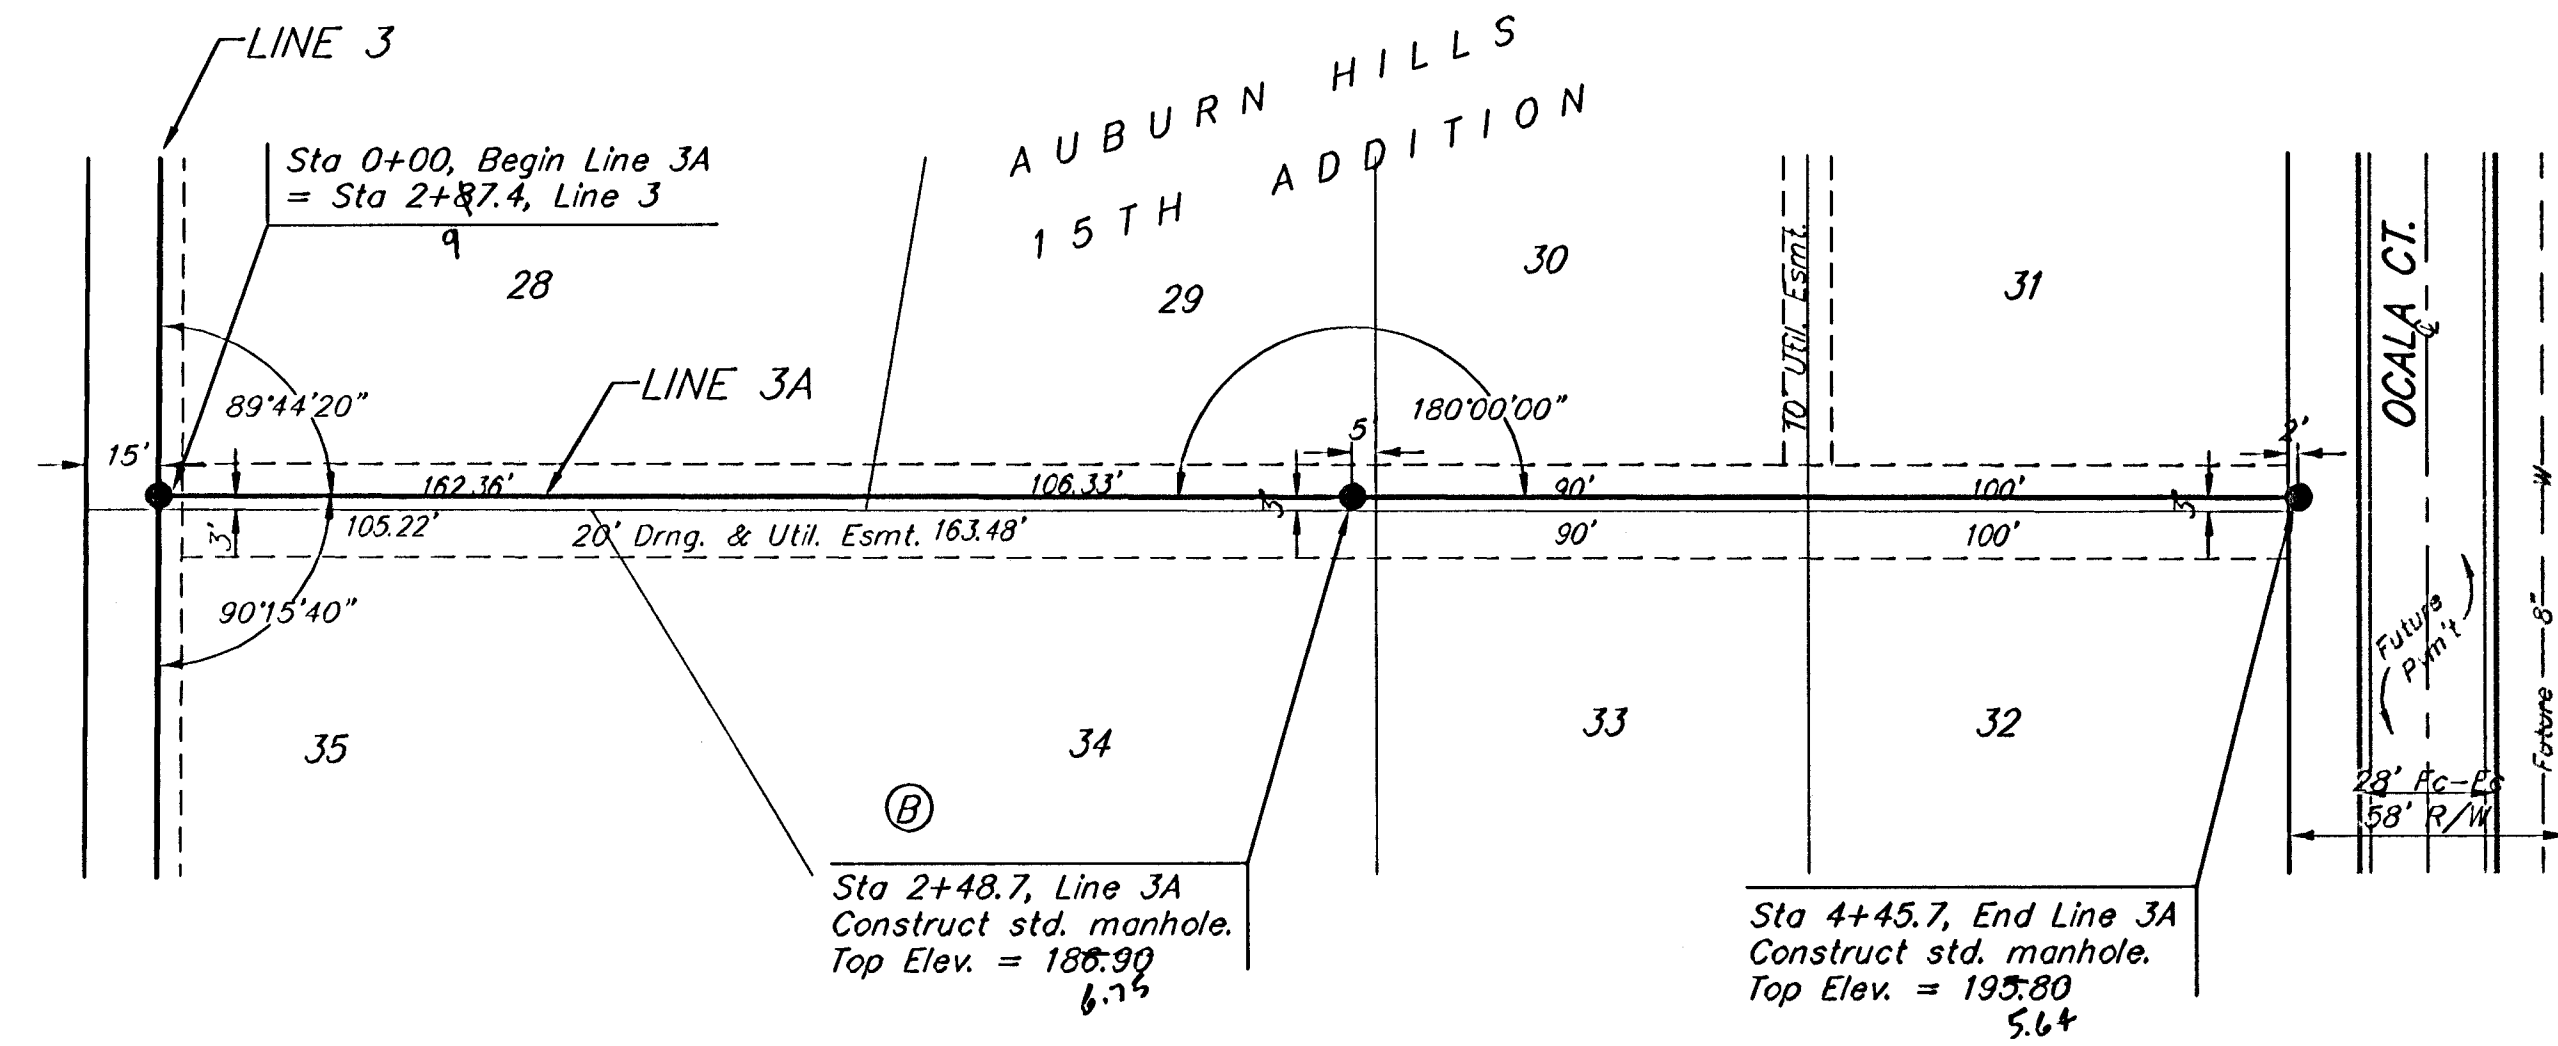 LINE 3
AUBURN HILLS
15TH ADDITION
Sta 0+00, Begin Line 3A
= Sta 2+87.4, Line 3
9
28
29
30
31
10' Util. Esmt.
OCALA CT.
℄
LINE 3A
89°44'20"
180°00'00"
15'
5'
2'
162.36'
106.33'
90'
100'
3'
3'
3'
105.22'
20' Drng. & Util. Esmt.
163.48'
90'
100'
90°15'40"
Future
Pvm't
Future 8" W
35
34
33
32
B
28' Fc-Fc
58' R/W
Sta 2+48.7, Line 3A
Construct std. manhole.
Top Elev. = 186.90
6.75
Sta 4+45.7, End Line 3A
Construct std. manhole.
Top Elev. = 195.80
5.64